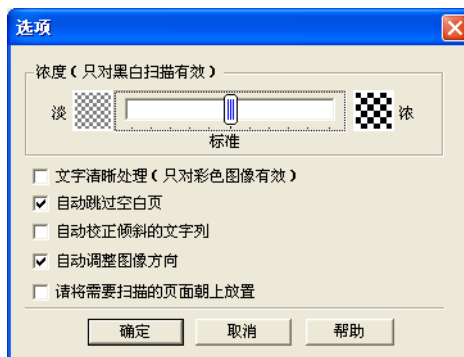 选项
浓度(只对黑白扫描有效)
淡 浓
标准
文字清晰处理(只对彩色图像有效)
自动跳过空白页
自动校正倾斜的文字列
自动调整图像方向
请将需要扫描的页面朝上放置
确定 取消 帮助